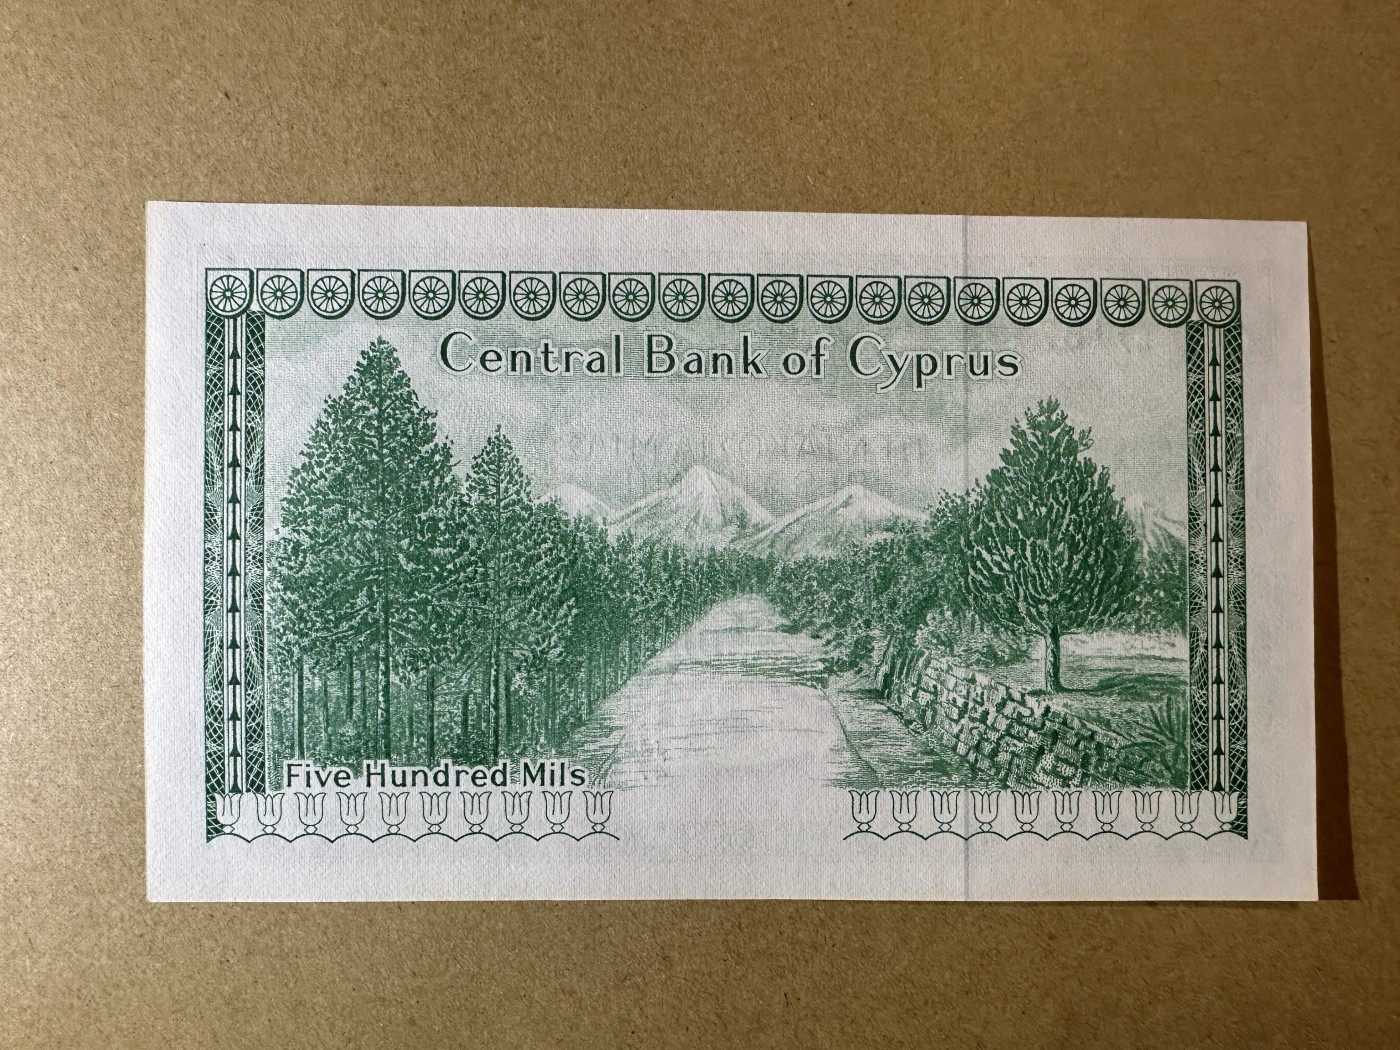 Central Bank of Cyprus
Five Hundred Mils